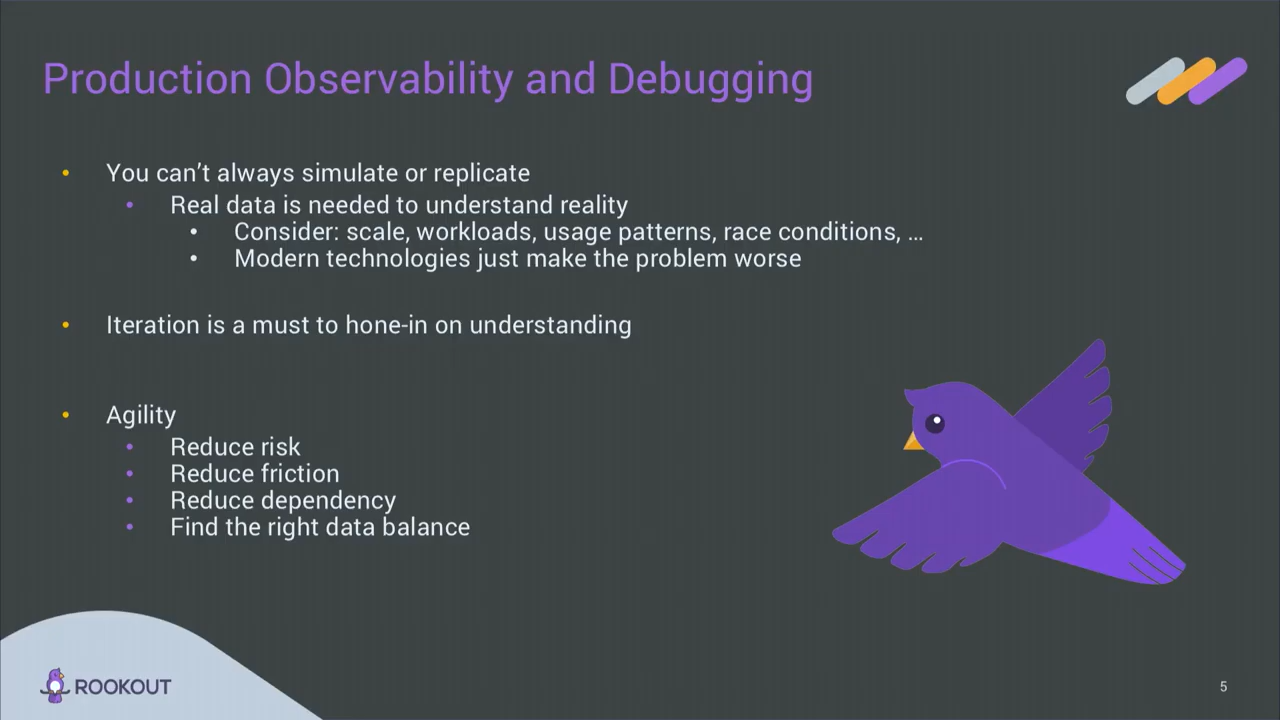 Production Observability and Debugging
You can’t always simulate or replicate
Real data is needed to understand reality
Consider: scale, workloads, usage patterns, race conditions, …
Modern technologies just make the problem worse
Iteration is a must to hone-in on understanding
Agility
Reduce risk
Reduce friction
Reduce dependency
Find the right data balance
ROOKOUT
5